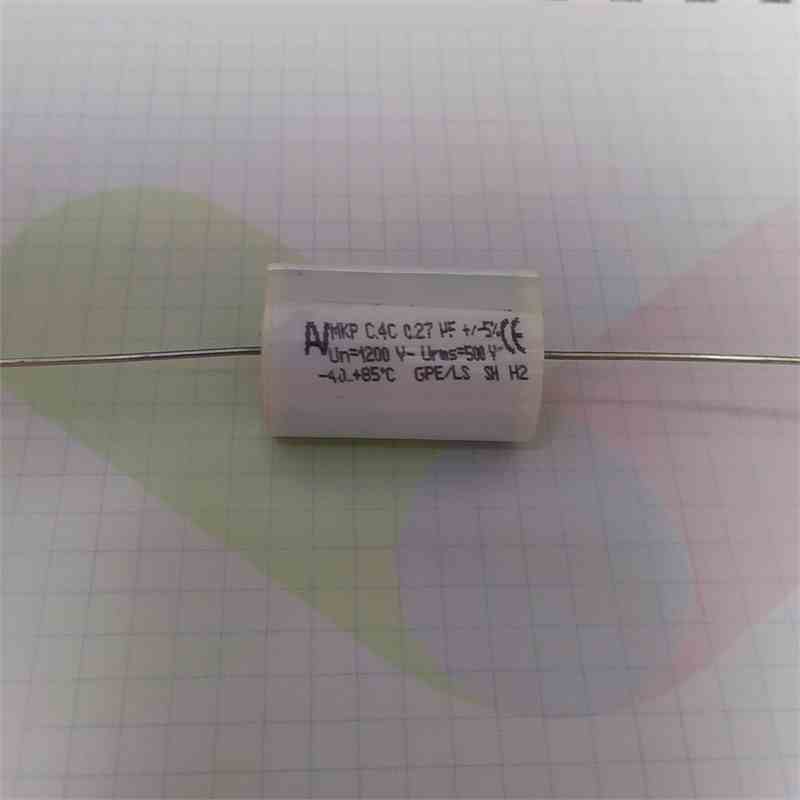 MKP C.4C 0.27 µF +/-5% CE
Un=1200 V- Urms=500 V~
-40..+85°C GPE/LS SH H2